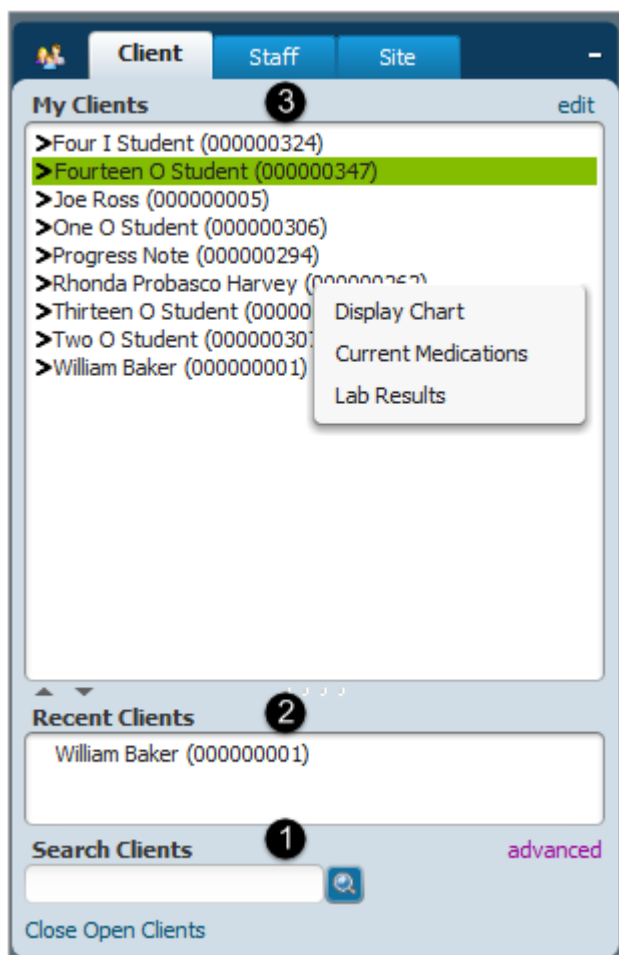 Client Staff Site
My Clients 3 edit
>Four I Student (000000324)
>Fourteen O Student (000000347)
>Joe Ross (000000005)
>One O Student (000000306)
>Progress Note (000000294)
>Rhonda Probasco Harvey
>Thirteen O Student (00000
>Two O Student (00000030
>William Baker (000000001)
Display Chart
Current Medications
Lab Results
Recent Clients 2
William Baker (000000001)
Search Clients 1 advanced
Close Open Clients